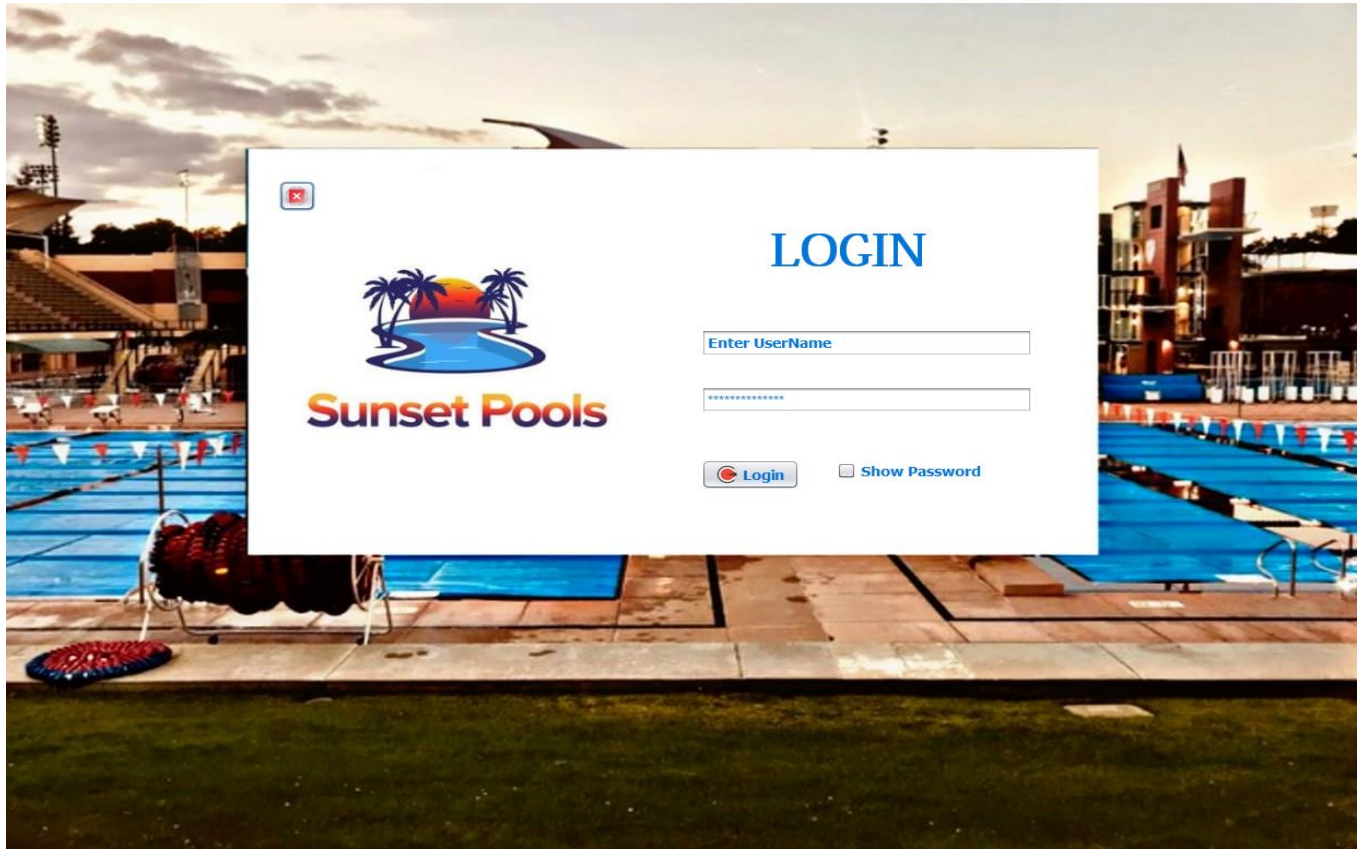 LOGIN
Enter UserName
**************
Sunset Pools
Login
Show Password